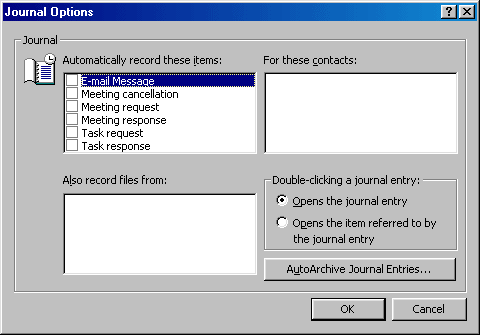 Journal Options
Journal
Automatically record these items:
E-mail Message
Meeting cancellation
Meeting request
Meeting response
Task request
Task response
For these contacts:
Also record files from:
Double-clicking a journal entry:
Opens the journal entry
Opens the item referred to by
the journal entry
AutoArchive Journal Entries...
OK
Cancel